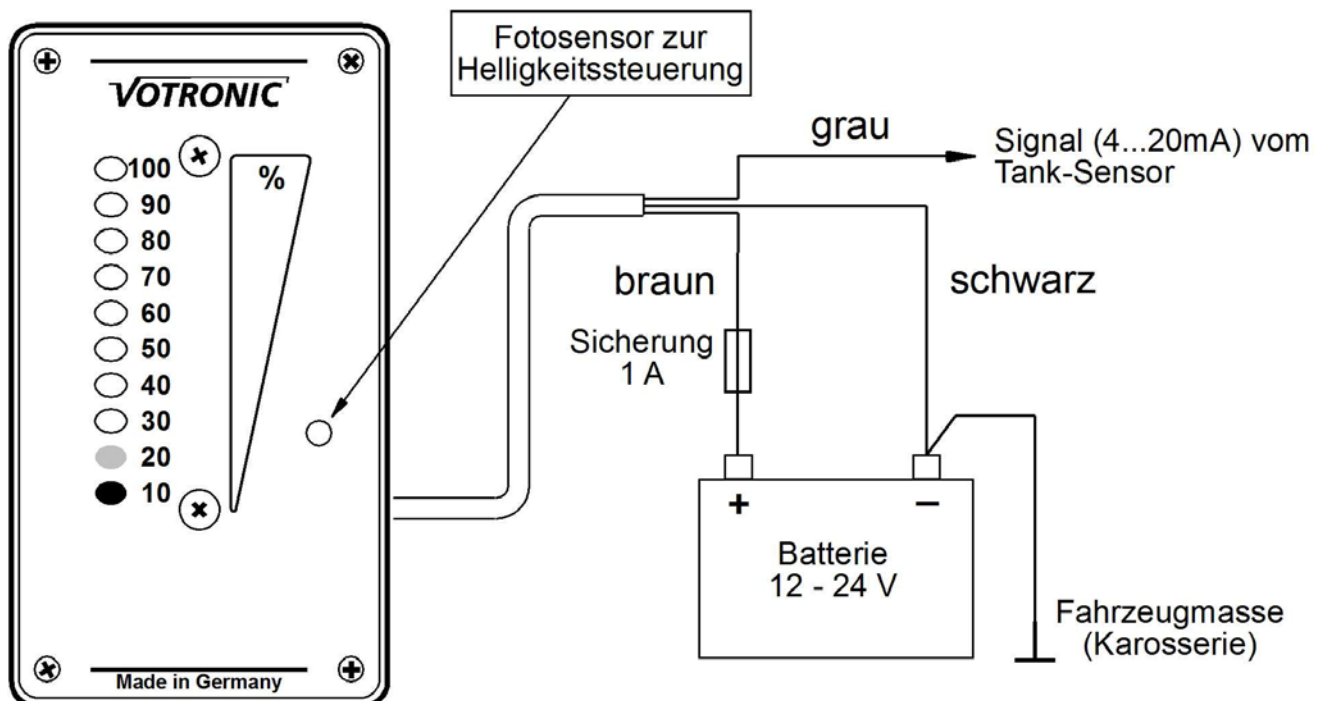 VOTRONIC
%
100
90
80
70
60
50
40
30
20
10
Made in Germany
Fotosensor zur
Helligkeitssteuerung
grau
Signal (4...20mA) vom
Tank-Sensor
braun
schwarz
Sicherung
1 A
+ −
Batterie
12 - 24 V
Fahrzeugmasse
(Karosserie)